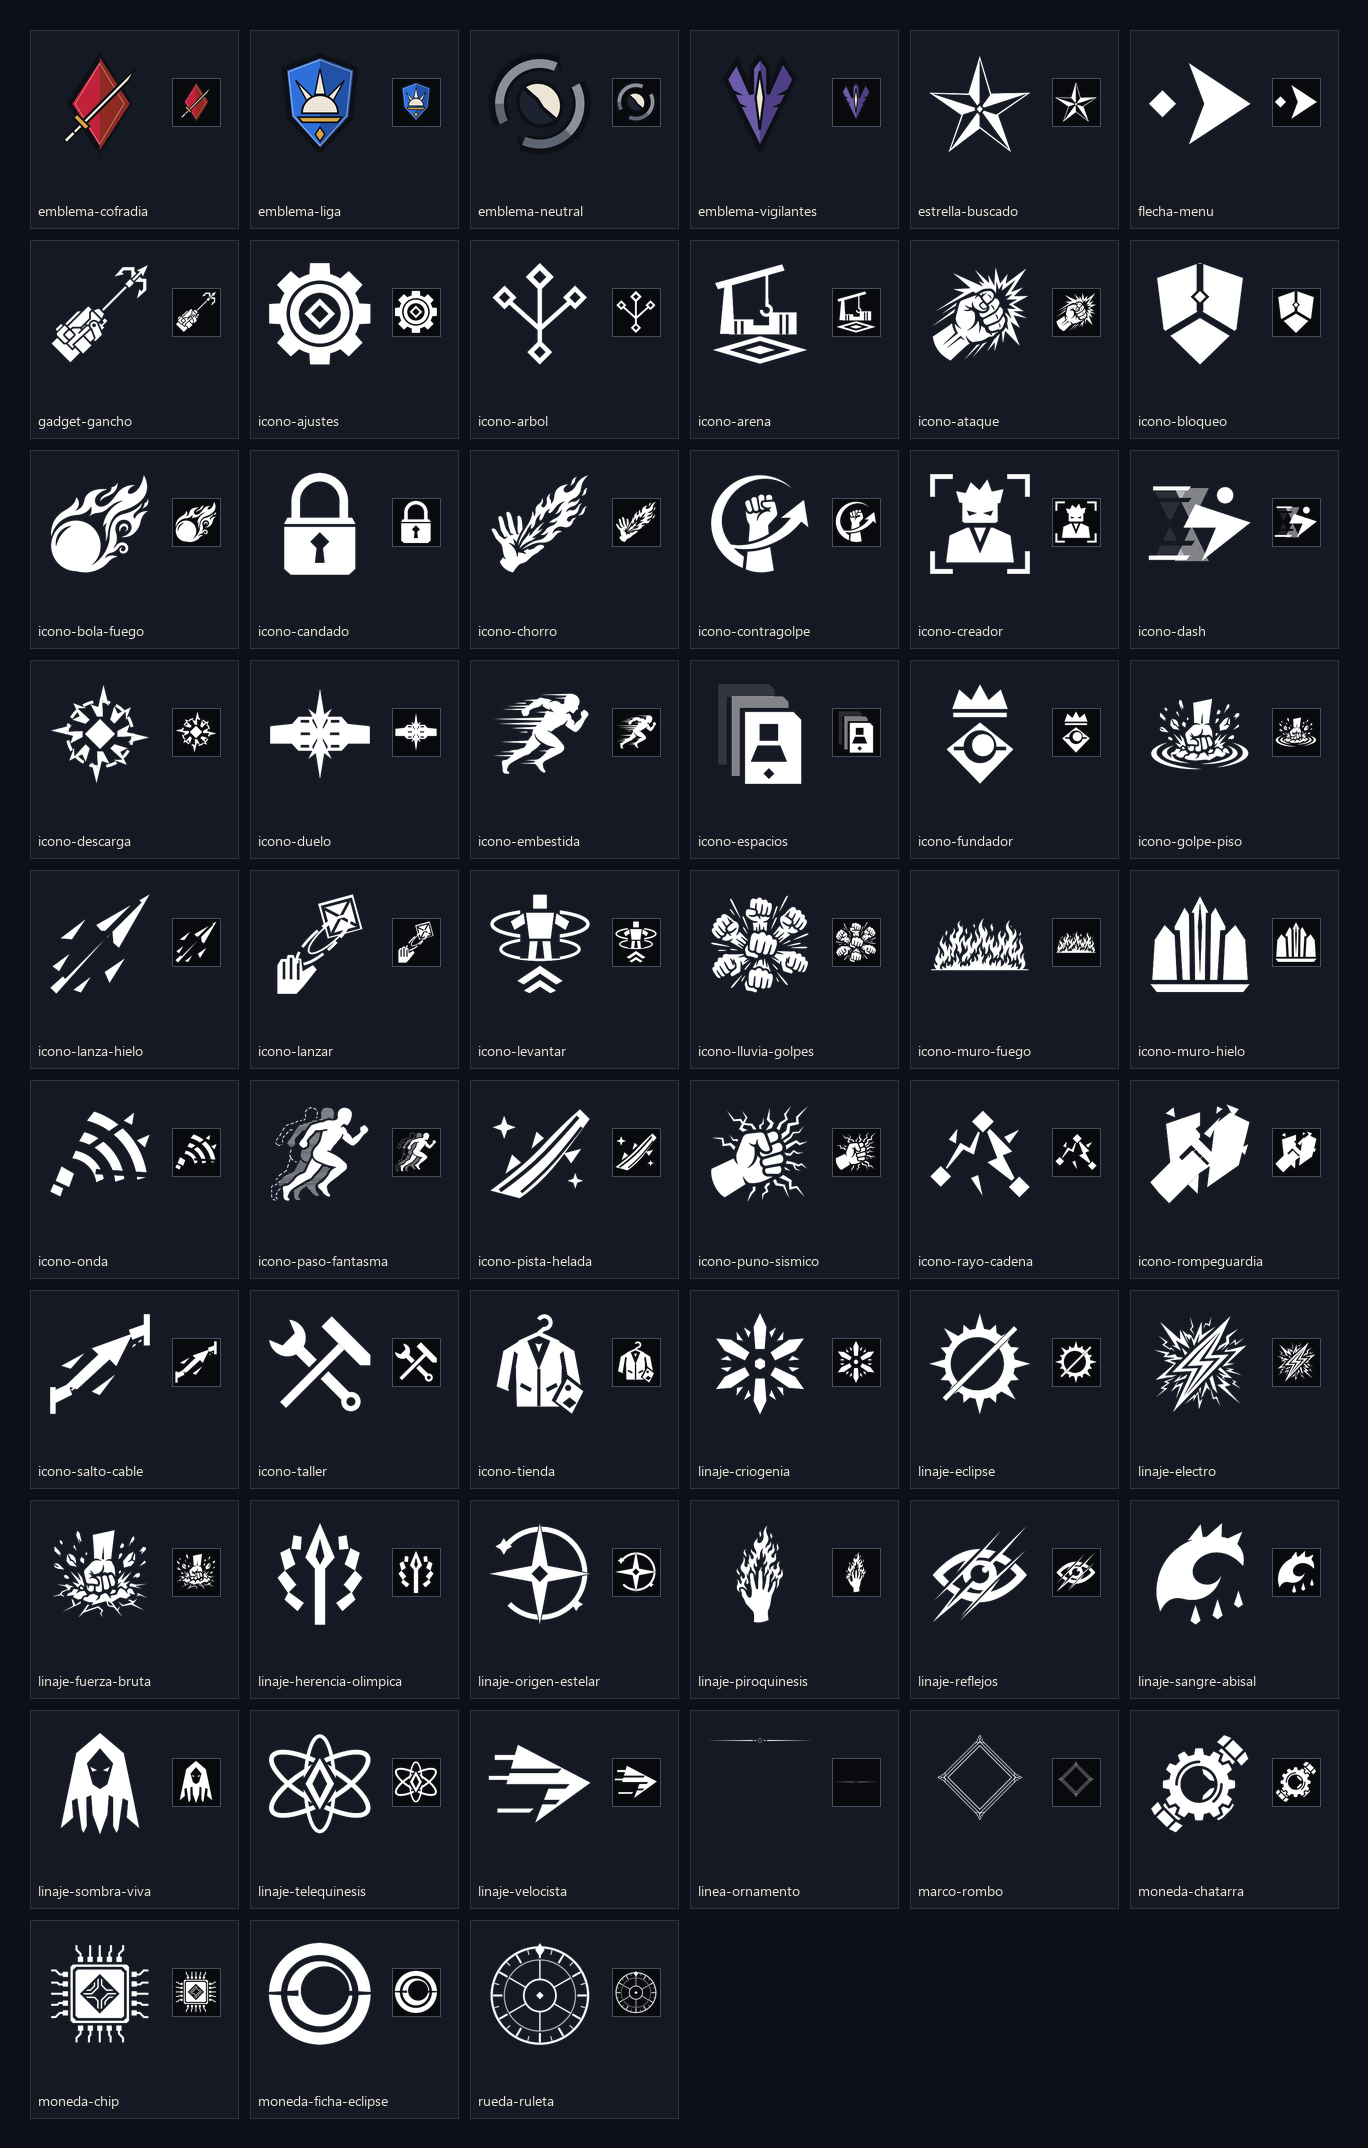 emblema-cofradia
emblema-liga
emblema-neutral
emblema-vigilantes
estrella-buscado
flecha-menu
gadget-gancho
icono-ajustes
icono-arbol
icono-arena
icono-ataque
icono-bloqueo
icono-bola-fuego
icono-candado
icono-chorro
icono-contragolpe
icono-creador
icono-dash
icono-descarga
icono-duelo
icono-embestida
icono-espacios
icono-fundador
icono-golpe-piso
icono-lanza-hielo
icono-lanzar
icono-levantar
icono-lluvia-golpes
icono-muro-fuego
icono-muro-hielo
icono-onda
icono-paso-fantasma
icono-pista-helada
icono-puno-sismico
icono-rayo-cadena
icono-rompeguardia
icono-salto-cable
icono-taller
icono-tienda
linaje-criogenia
linaje-eclipse
linaje-electro
linaje-fuerza-bruta
linaje-herencia-olimpica
linaje-origen-estelar
linaje-piroquinesis
linaje-reflejos
linaje-sangre-abisal
linaje-sombra-viva
linaje-telequinesis
linaje-velocista
linea-ornamento
marco-rombo
moneda-chatarra
moneda-chip
moneda-ficha-eclipse
rueda-ruleta